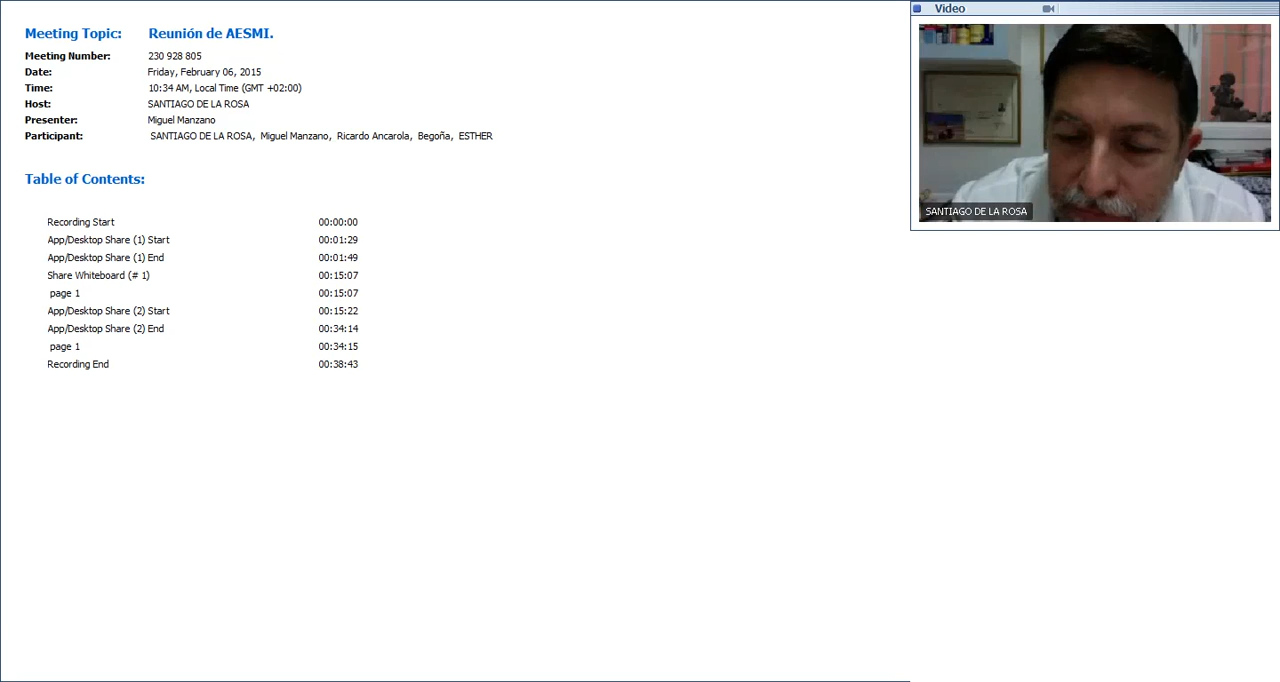 Meeting Topic: Reunión de AESMI.
Meeting Number: 230 928 805
Date: Friday, February 06, 2015
Time: 10:34 AM, Local Time (GMT +02:00)
Host: SANTIAGO DE LA ROSA
Presenter: Miguel Manzano
Participant: SANTIAGO DE LA ROSA, Miguel Manzano, Ricardo Ancarola, Begoña, ESTHER
Table of Contents:
Recording Start 00:00:00
App/Desktop Share (1) Start 00:01:29
App/Desktop Share (1) End 00:01:49
Share Whiteboard (# 1) 00:15:07
page 1 00:15:07
App/Desktop Share (2) Start 00:15:22
App/Desktop Share (2) End 00:34:14
page 1 00:34:15
Recording End 00:38:43
Video
SANTIAGO DE LA ROSA